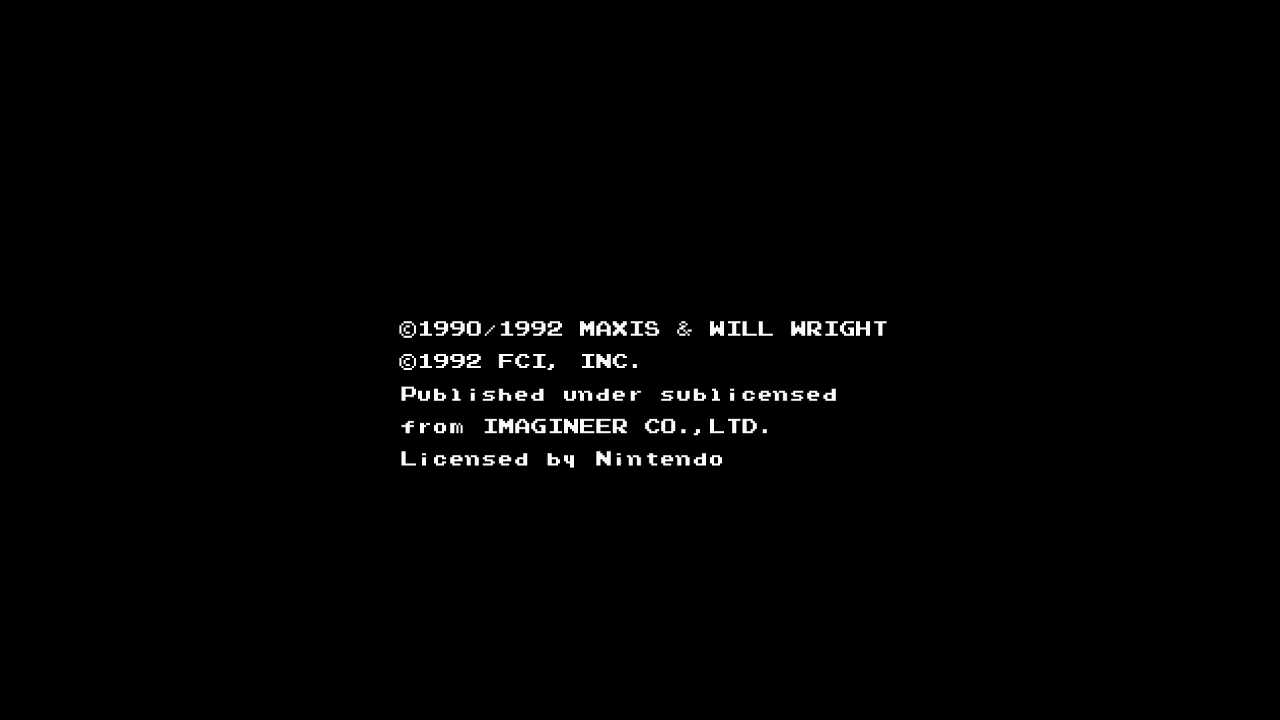 ©1990/1992 MAXIS & WILL WRIGHT
©1992 FCI, INC.
Published under sublicensed
from IMAGINEER CO.,LTD.
Licensed by Nintendo